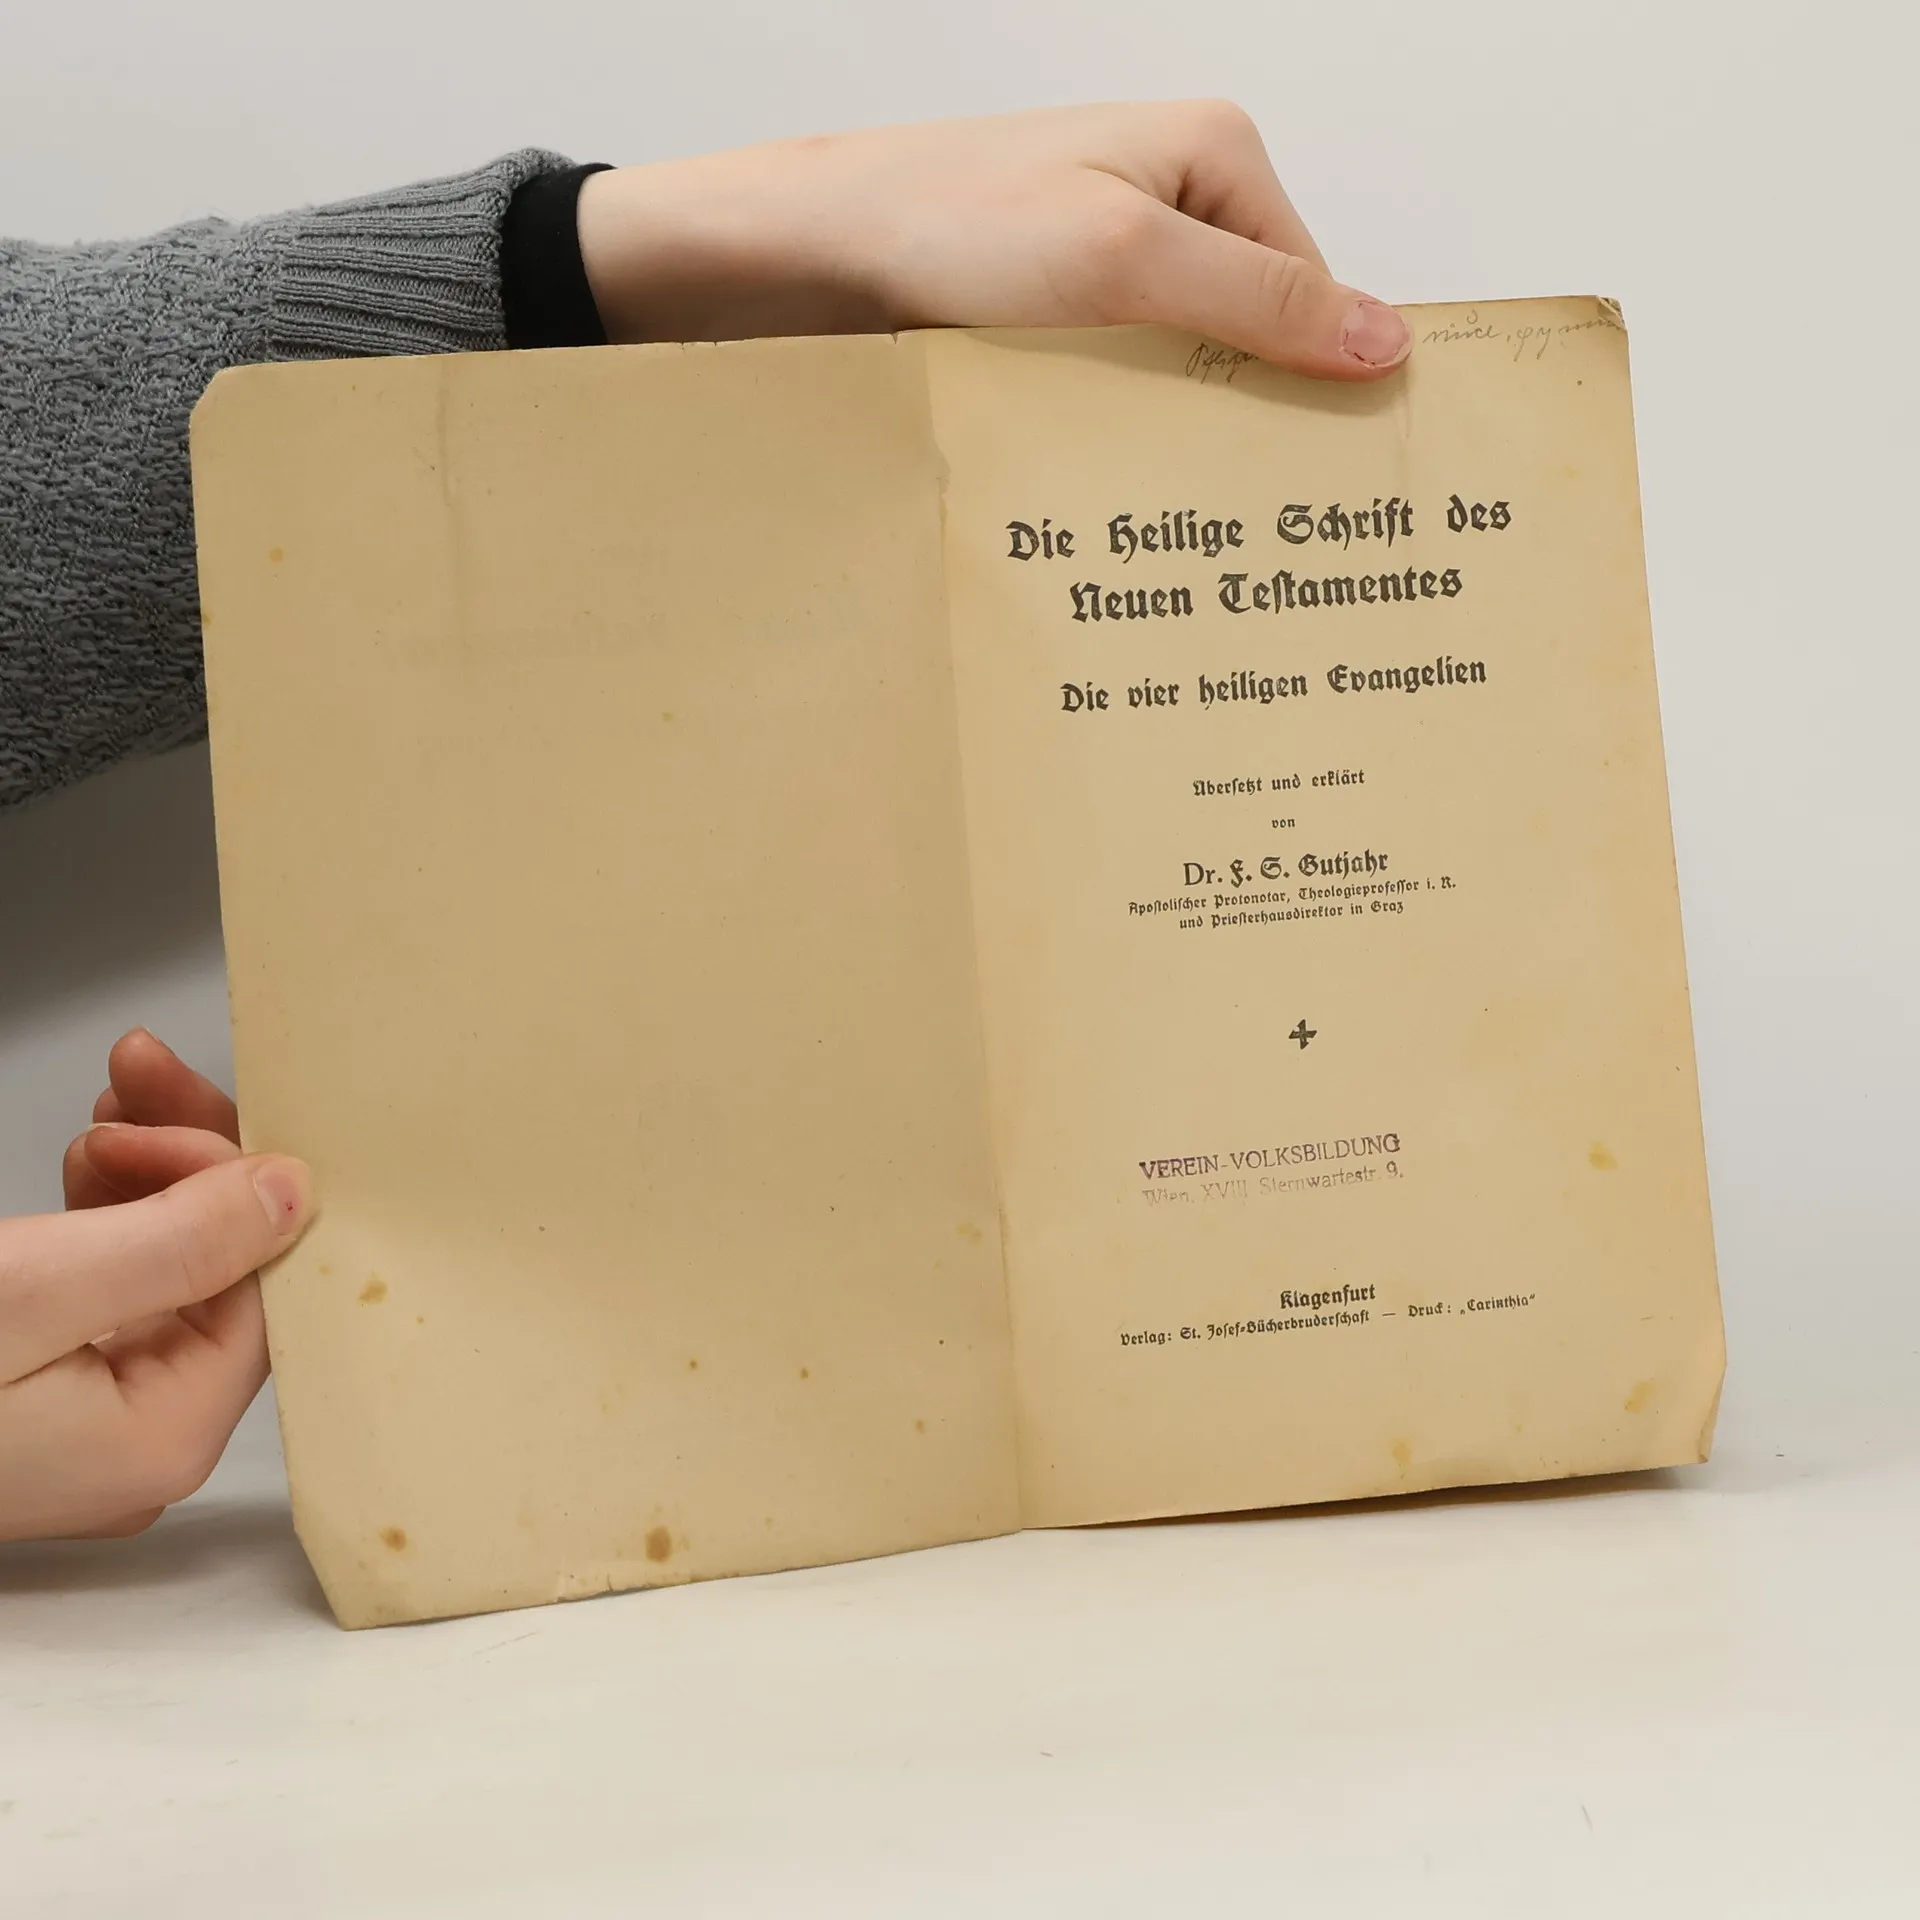 Die Heilige Schrift des
Neuen Testamentes
Die vier heiligen Evangelien
Übersetzt und erklärt
von
Dr. F. S. Gutjahr
Apostolischer Protonotar, Theologieprofessor i. R.
und Priesterhausdirektor in Graz
VEREIN-VOLKSBILDUNG
Wien, XVIII Sternwartestr. 9.
Klagenfurt
Verlag: St. Josef-Bücherbruderschaft — Druck: „Carinthia“